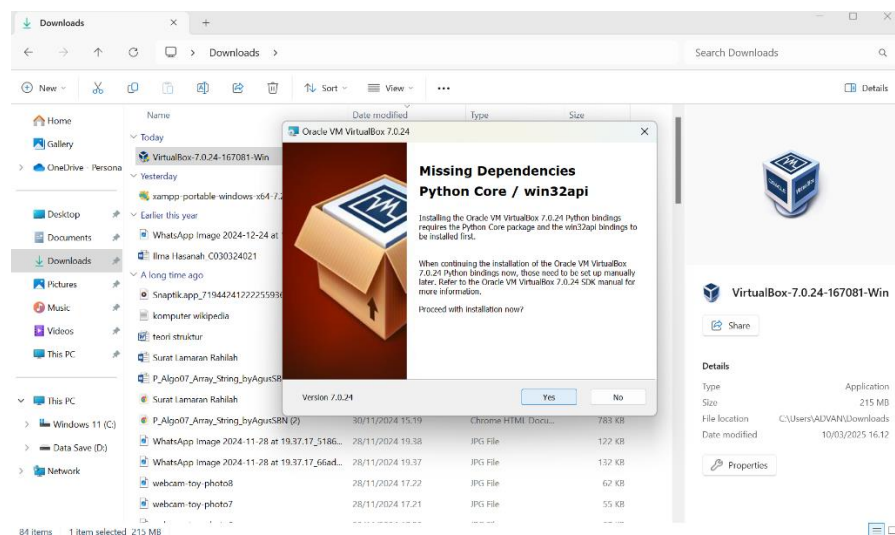 Downloads
Downloads
Search Downloads
New
Sort
View
Details
Home
Gallery
OneDrive - Persona
Desktop
Documents
Downloads
Pictures
Music
Videos
This PC
This PC
Windows 11 (C:)
Data Save (D:)
Network
Name Date modified Type Size
Today
VirtualBox-7.0.24-167081-Win
Yesterday
xampp-portable-windows-x64-7.2
Earlier this year
WhatsApp Image 2024-12-24 at
Ilma Hasanah_C030324021
A long time ago
Snaptik.app_71944241222255936
komputer wikipedia
teori struktur
Surat Lamaran Rahilah
P_Algo07_Array_String_byAgusSB
Surat Lamaran Rahilah
P_Algo07_Array_String_byAgusSBN (2) 30/11/2024 15.19 Chrome HTML Docu... 783 KB
WhatsApp Image 2024-11-28 at 19.37.17_5186... 28/11/2024 19.38 JPG File 122 KB
WhatsApp Image 2024-11-28 at 19.37.17_66ad... 28/11/2024 19.37 JPG File 132 KB
webcam-toy-photo8 28/11/2024 17.22 JPG File 62 KB
webcam-toy-photo7 28/11/2024 17.21 JPG File 55 KB
Oracle VM VirtualBox 7.0.24
Missing Dependencies
Python Core / win32api
Installing the Oracle VM VirtualBox 7.0.24 Python bindings
requires the Python Core package and the win32api bindings to
be installed first.
When continuing the installation of the Oracle VM VirtualBox
7.0.24 Python bindings now, those need to be set up manually
later. Refer to the Oracle VM VirtualBox 7.0.24 SDK manual for
more information.
Proceed with installation now?
Version 7.0.24
Yes
No
VirtualBox-7.0.24-167081-Win
Share
Details
Type Application
Size 215 MB
File location C:\Users\ADVAN\Downloads
Date modified 10/03/2025 16.12
Properties
84 items 1 item selected 215 MB